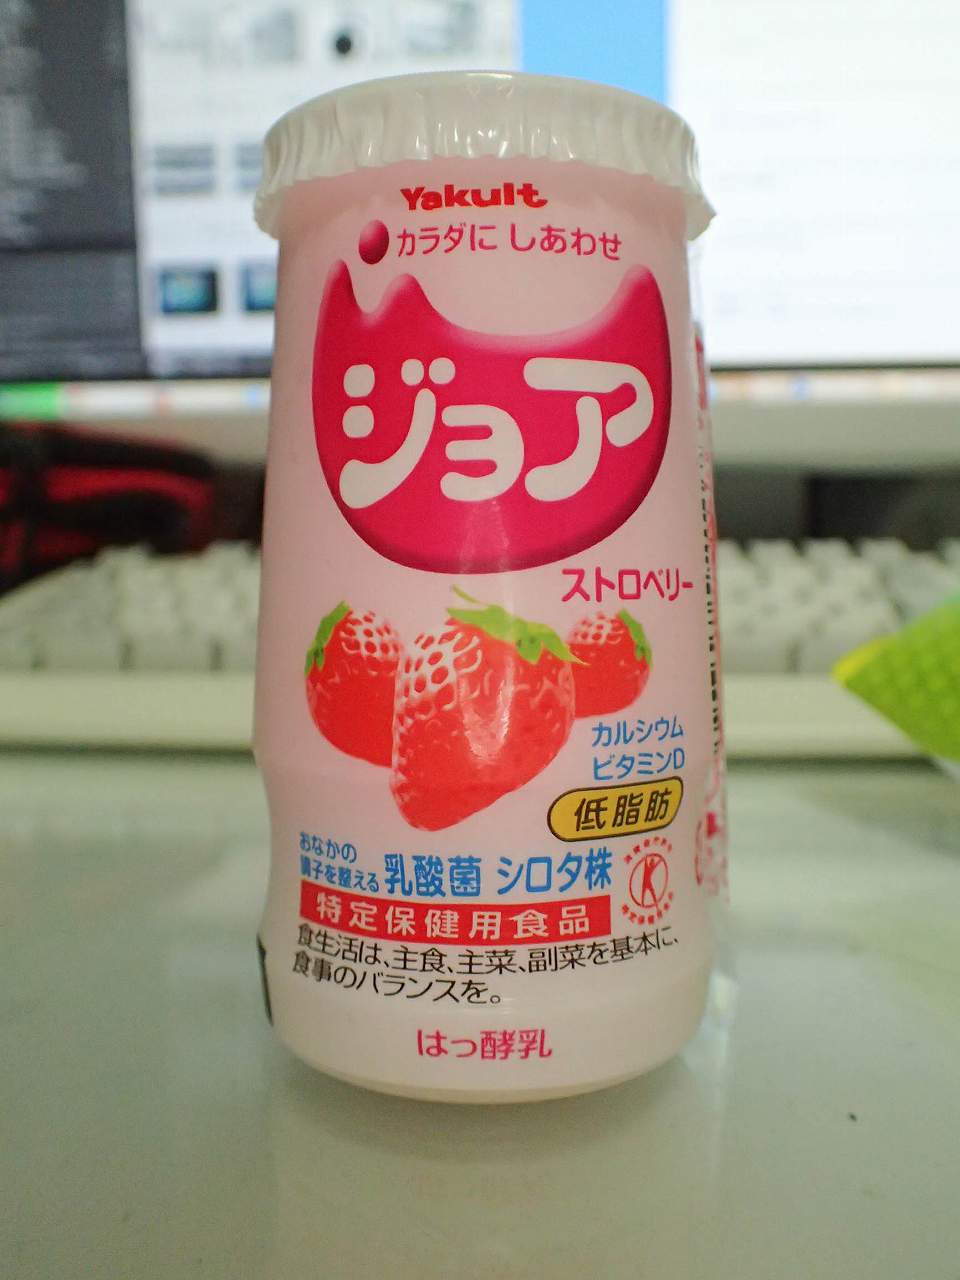 Yakult
カラダに しあわせ
ジョア
ストロベリー
カルシウム
ビタミンD
低脂肪
おなかの
調子を整える 乳酸菌 シロタ株
特定保健用食品
食生活は、主食、主菜、副菜を基本に、
食事のバランスを。
はっ酵乳